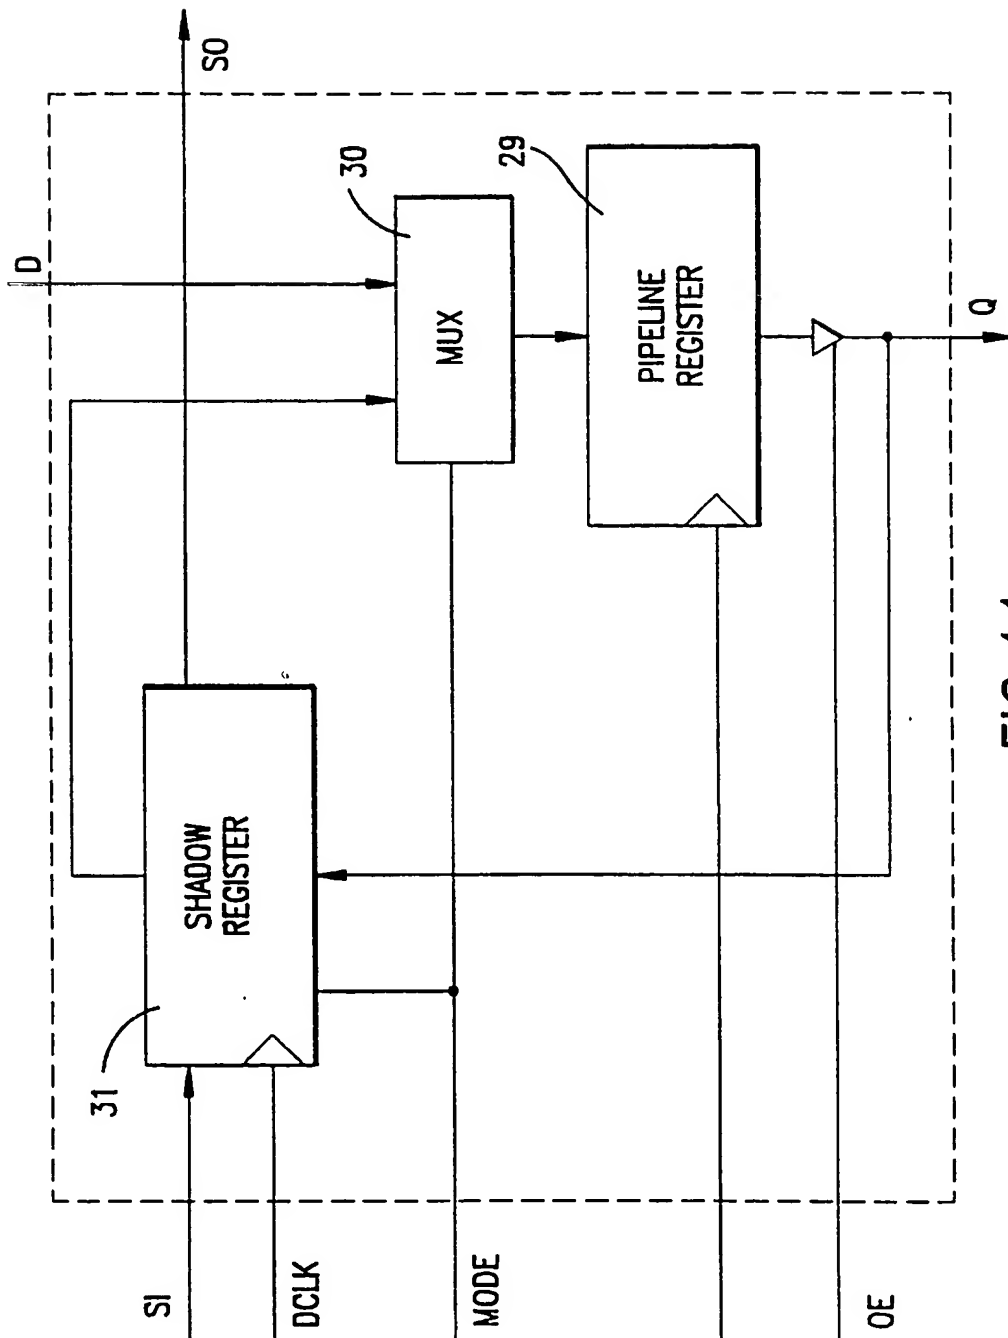 SI
DCLK
MODE
OE
31
SHADOW
REGISTER
MUX
30
PIPELINE
REGISTER
29
D
SO
Q